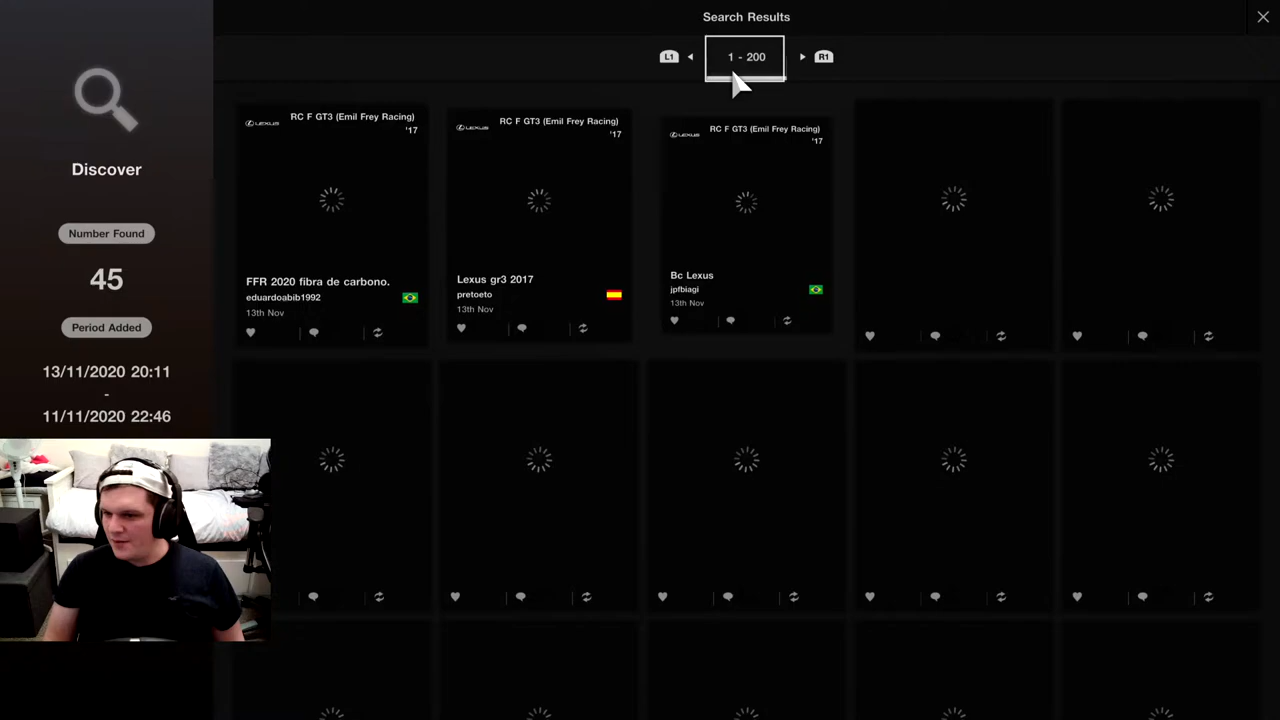 Search Results
L1
1 - 200
R1
Discover
Number Found
45
Period Added
13/11/2020 20:11
-
11/11/2020 22:46
LEXUS
RC F GT3 (Emil Frey Racing)
'17
FFR 2020 fibra de carbono.
eduardoabib1992
13th Nov
LEXUS
RC F GT3 (Emil Frey Racing)
'17
Lexus gr3 2017
pretoeto
13th Nov
LEXUS
RC F GT3 (Emil Frey Racing)
'17
Bc Lexus
jpfbiagi
13th Nov